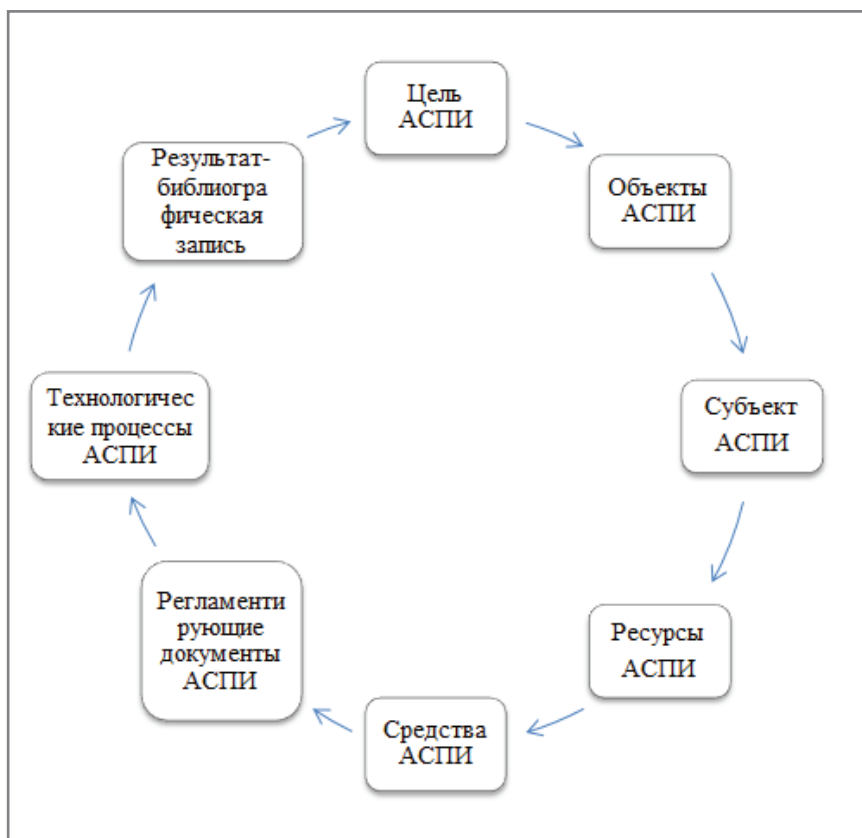 Цель
АСПИ
Объекты
АСПИ
Субъект
АСПИ
Ресурсы
АСПИ
Средства
АСПИ
Регламенти
рующие
документы
АСПИ
Технологичес
кие процессы
АСПИ
Результат-
библиогра
фическая
запись